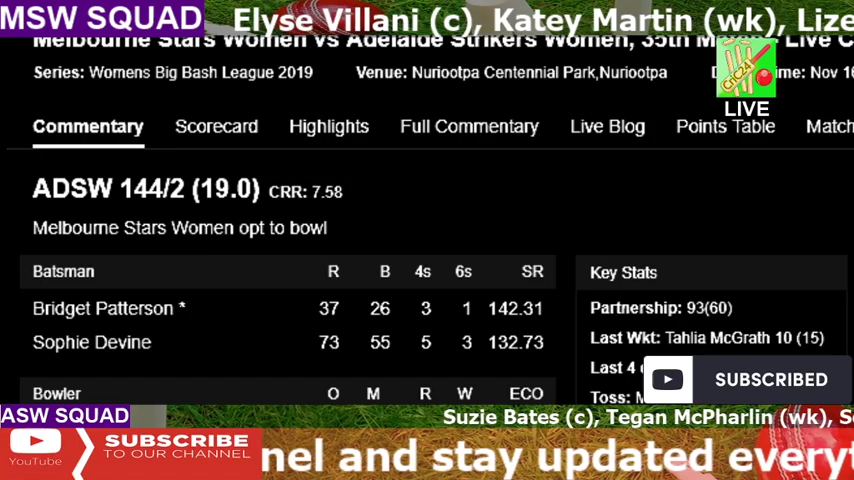 MSW SQUAD
Elyse Villani (c), Katey Martin (wk), Lize
Melbourne Stars Women vs Adelaide Strikers Women, 35th Live C
Series: Womens Big Bash League 2019 Venue: Nuriootpa Centennial Park,Nuriootpa ime: Nov 16
Cric24
LIVE
Commentary Scorecard Highlights Full Commentary Live Blog Points Table Match
ADSW 144/2 (19.0) CRR: 7.58
Melbourne Stars Women opt to bowl
Batsman R B 4s 6s SR
Bridget Patterson * 37 26 3 1 142.31
Sophie Devine 73 55 5 3 132.73
Bowler O M R W ECO
Key Stats
Partnership: 93(60)
Last Wkt: Tahlia McGrath 10 (15)
Last 4
Toss:
SUBSCRIBED
ASW SQUAD
Suzie Bates (c), Tegan McPharlin (wk), S
YouTube
SUBSCRIBE
TO OUR CHANNEL
nel and stay updated everyt